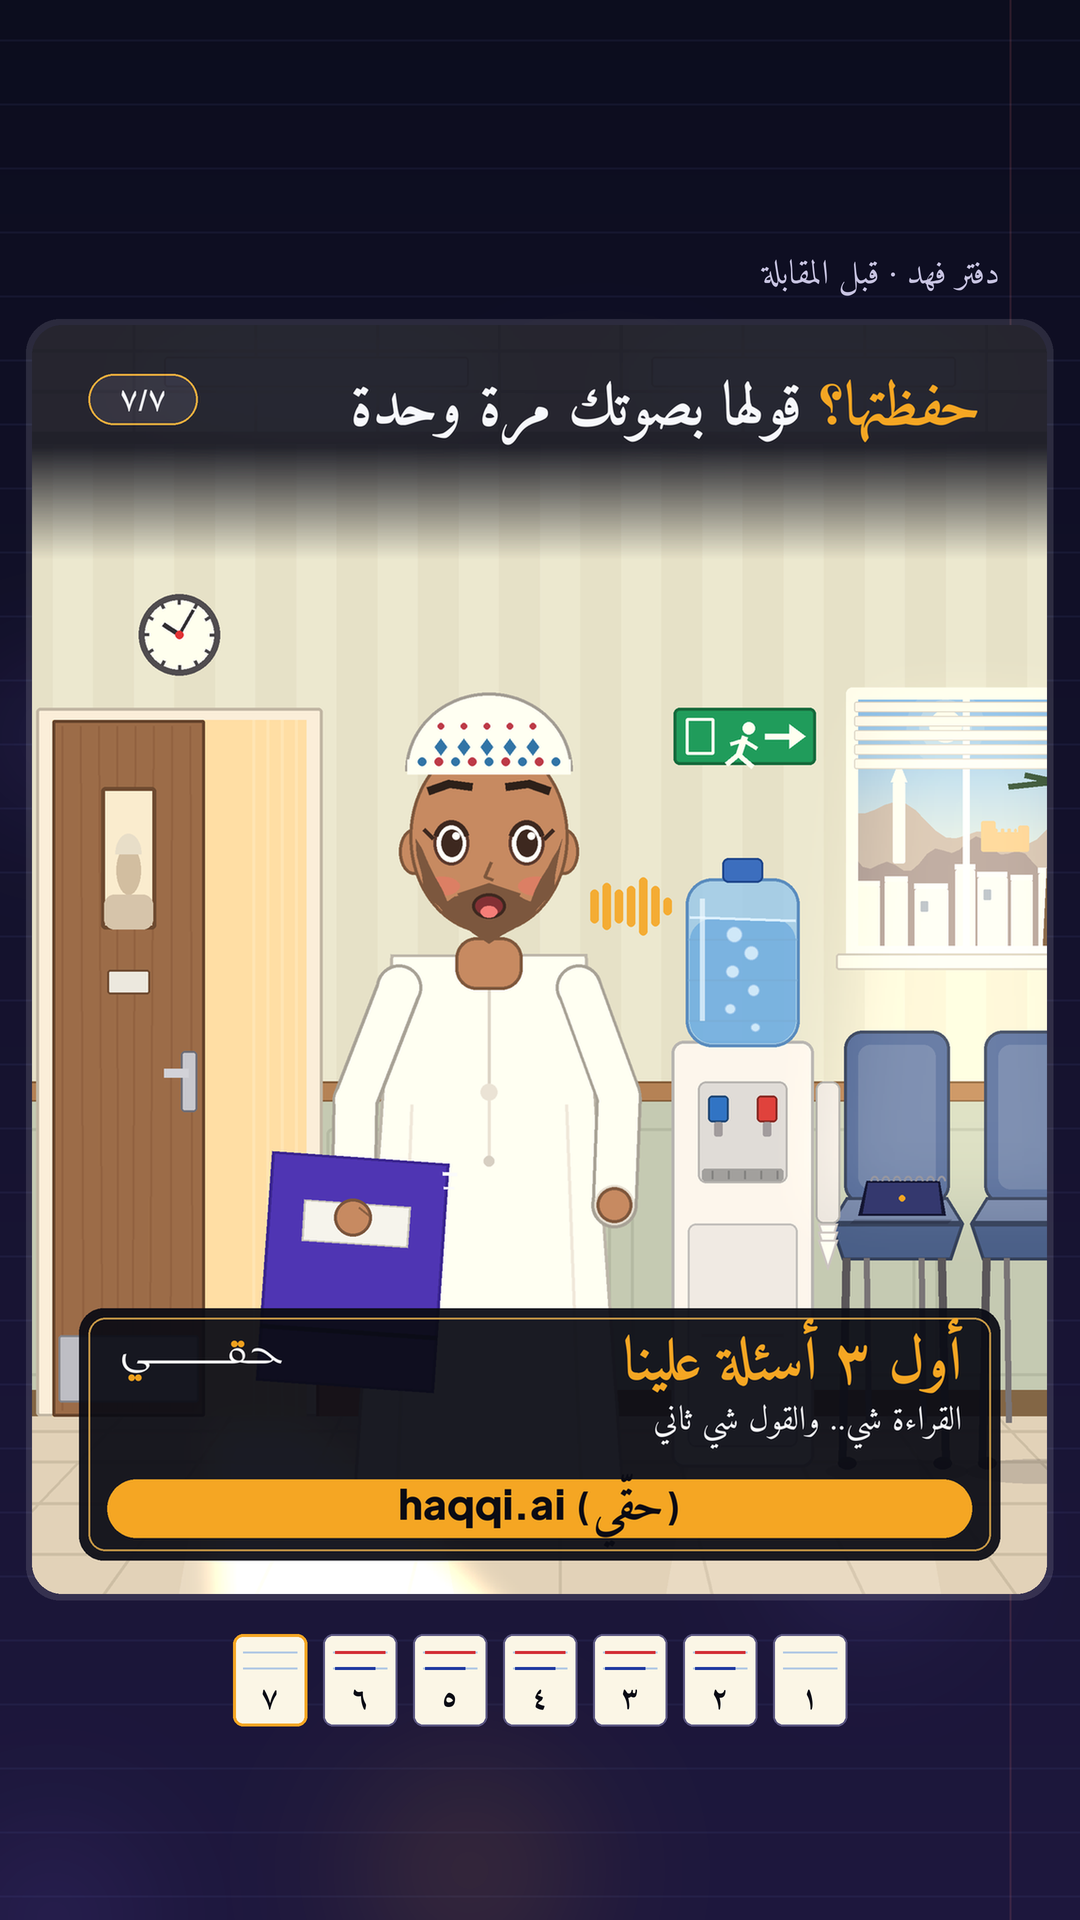 دفتر فهد · قبل المقابلة
حفظتها؟ قولها بصوتك مرة وحدة
٧/٧
أول ٣ أسئلة علينا
حقـــــي
القراءة شي.. والقول شي ثاني
haqqi.ai (حقّي)
١ ٢ ٣ ٤ ٥ ٦ ٧